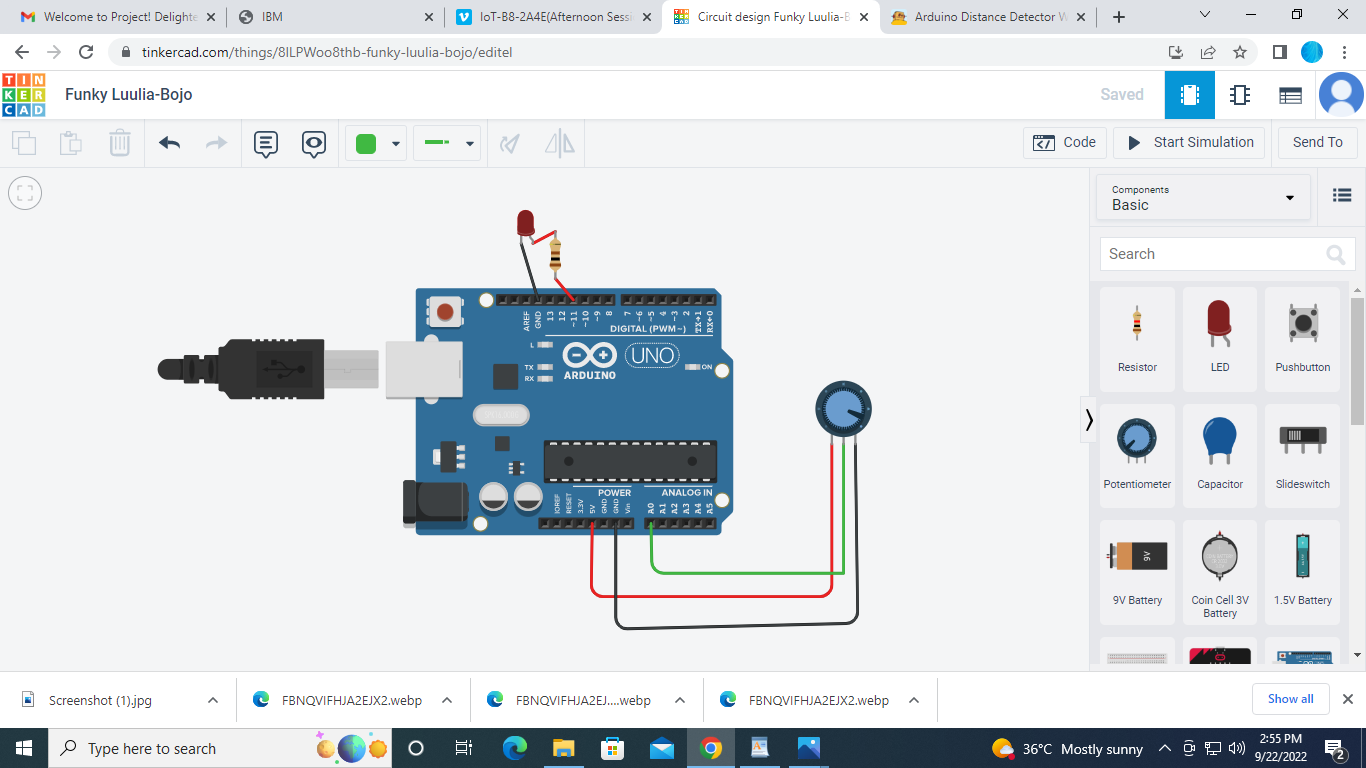 Welcome to Project! Delighte
IBM
IoT-B8-2A4E(Afternoon Sessi
Circuit design Funky Luulia-B
Arduino Distance Detector W
tinkercad.com/things/8ILPWoo8thb-funky-luulia-bojo/editel
TIN
KER
CAD
Funky Luulia-Bojo
Saved
Code
Start Simulation
Send To
Components
Basic
Search
Resistor
LED
Pushbutton
Potentiometer
Capacitor
Slideswitch
9V
9V Battery
Coin Cell 3V
Battery
1.5V Battery
AREF
GND
13
12
~11
~10
~9
8
7
~6
~5
4
~3
2
TX→1
RX←0
DIGITAL (PWM~)
L
TX
RX
ARDUINO
UNO
ON
POWER
ANALOG IN
IOREF
RESET
3.3V
5V
GND
GND
Vin
A0
A1
A2
A3
A4
A5
Screenshot (1).jpg
FBNQVIFHJA2EJX2.webp
FBNQVIFHJA2EJ....webp
FBNQVIFHJA2EJX2.webp
Show all
Type here to search
36°C Mostly sunny
2:55 PM
9/22/2022
2